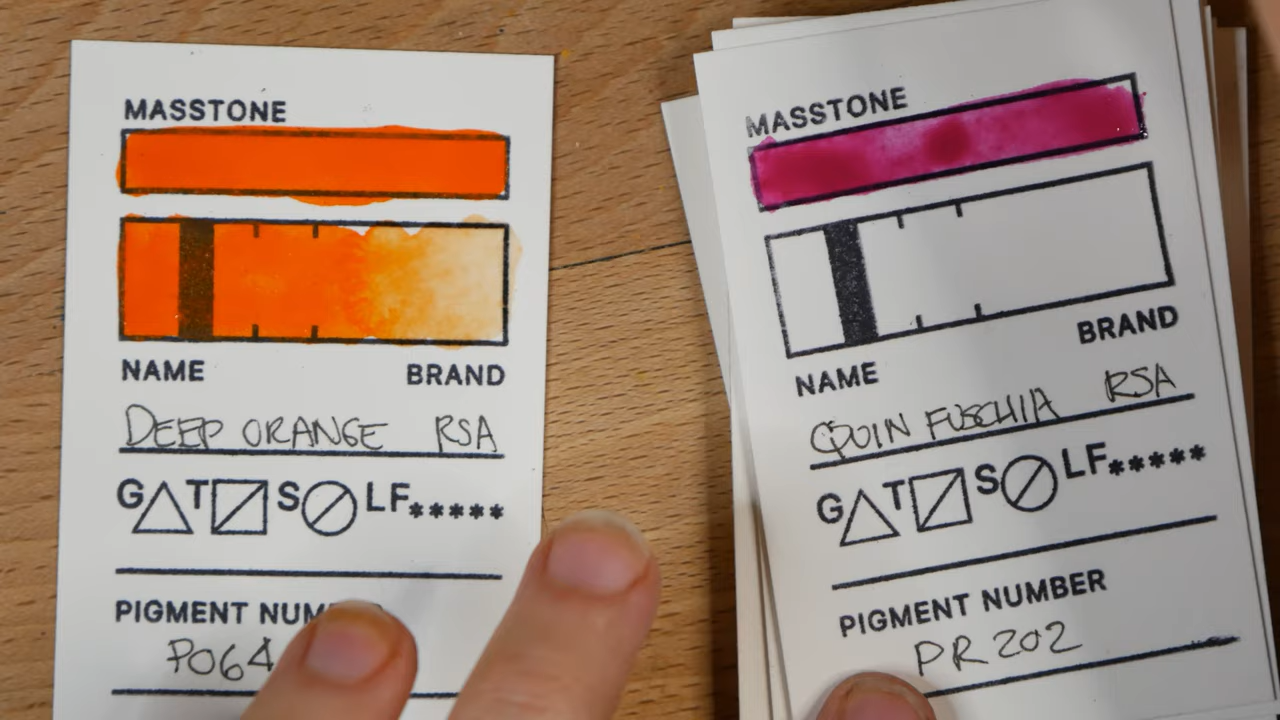 MASSTONE
NAME BRAND
DEEP ORANGE RSA
G T S LF*****
PIGMENT NUM
PO64
MASSTONE
BRAND
NAME
QUIN FUSCHIA RSA
G T S LF*****
PIGMENT NUMBER
PR 202